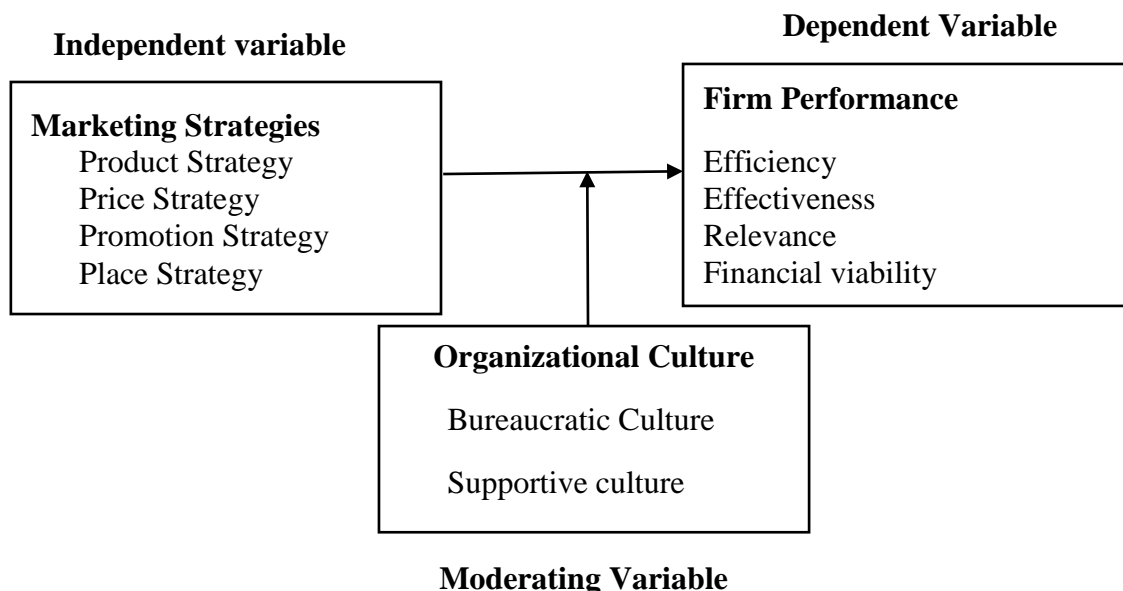 Independent variable
Marketing Strategies
Product Strategy
Price Strategy
Promotion Strategy
Place Strategy
Dependent Variable
Firm Performance
Efficiency
Effectiveness
Relevance
Financial viability
Organizational Culture
Bureaucratic Culture
Supportive culture
Moderating Variable